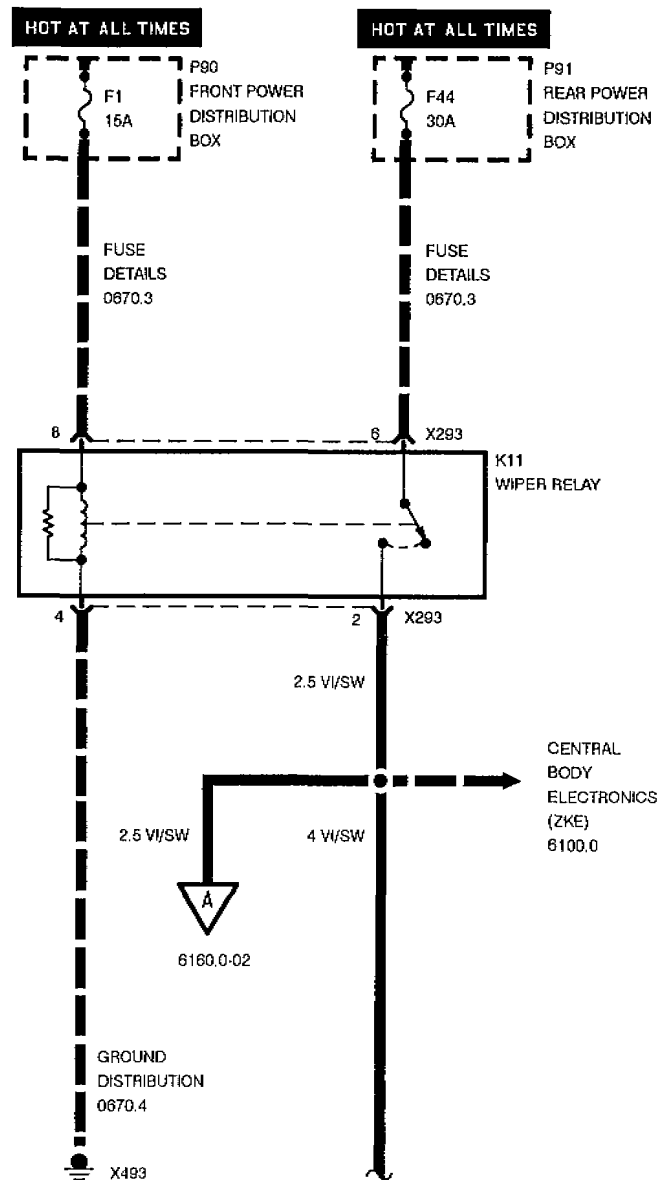 HOT AT ALL TIMES
HOT AT ALL TIMES
P90
FRONT POWER
DISTRIBUTION
BOX
F1
15A
P91
REAR POWER
DISTRIBUTION
BOX
F44
30A
FUSE
DETAILS
0670.3
FUSE
DETAILS
0670.3
8
6
X293
K11
WIPER RELAY
4
2
X293
2.5 VI/SW
CENTRAL
BODY
ELECTRONICS
(ZKE)
6100.0
2.5 VI/SW
4 VI/SW
A
6160.0-02
GROUND
DISTRIBUTION
0670.4
X493